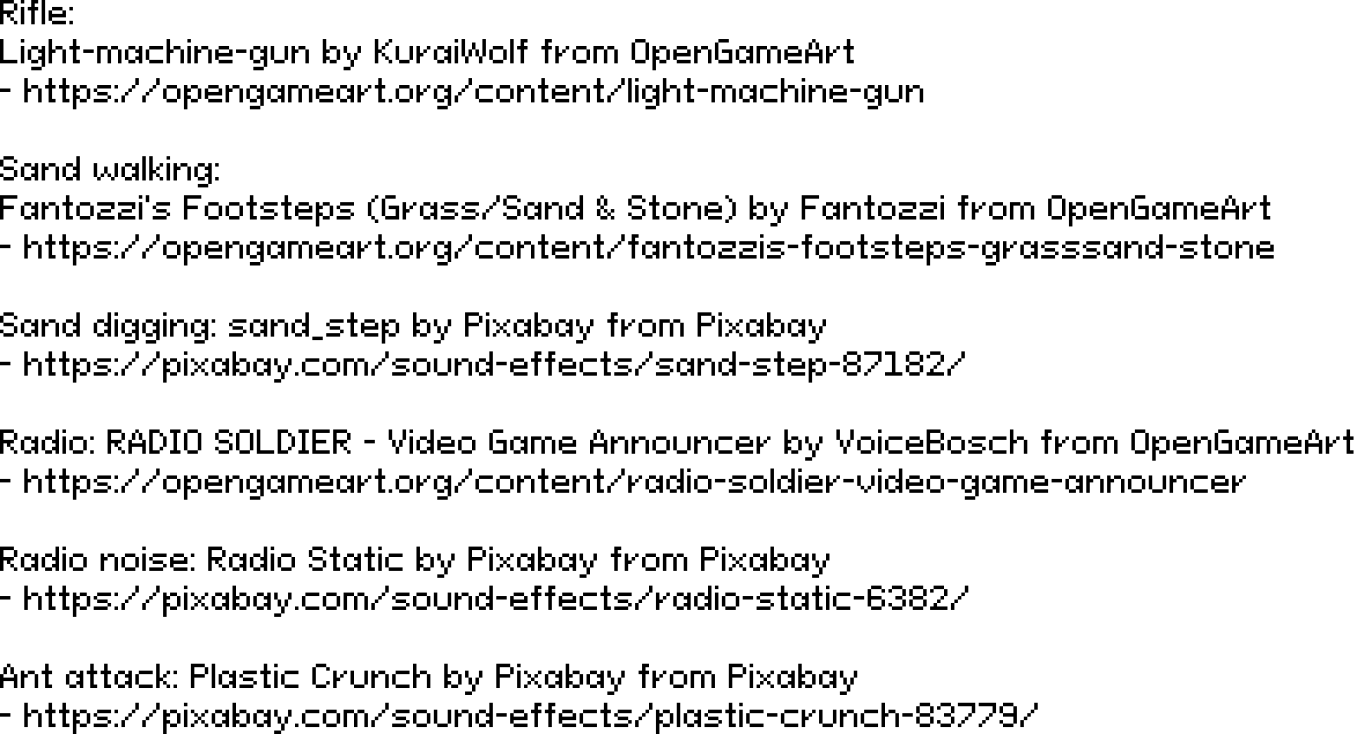 Rifle:
Light-machine-gun by KuraiWolf from OpenGameArt
- https://opengameart.org/content/light-machine-gun
Sand walking:
Fantozzi's Footsteps (Grass/Sand & Stone) by Fantozzi from OpenGameArt
- https://opengameart.org/content/fantozzis-footsteps-grasssand-stone
Sand digging: sand_step by Pixabay from Pixabay
- https://pixabay.com/sound-effects/sand-step-87182/
Radio: RADIO SOLDIER - Video Game Announcer by VoiceBosch from OpenGameArt
- https://opengameart.org/content/radio-soldier-video-game-announcer
Radio noise: Radio Static by Pixabay from Pixabay
- https://pixabay.com/sound-effects/radio-static-6382/
Ant attack: Plastic Crunch by Pixabay from Pixabay
- https://pixabay.com/sound-effects/plastic-crunch-83779/